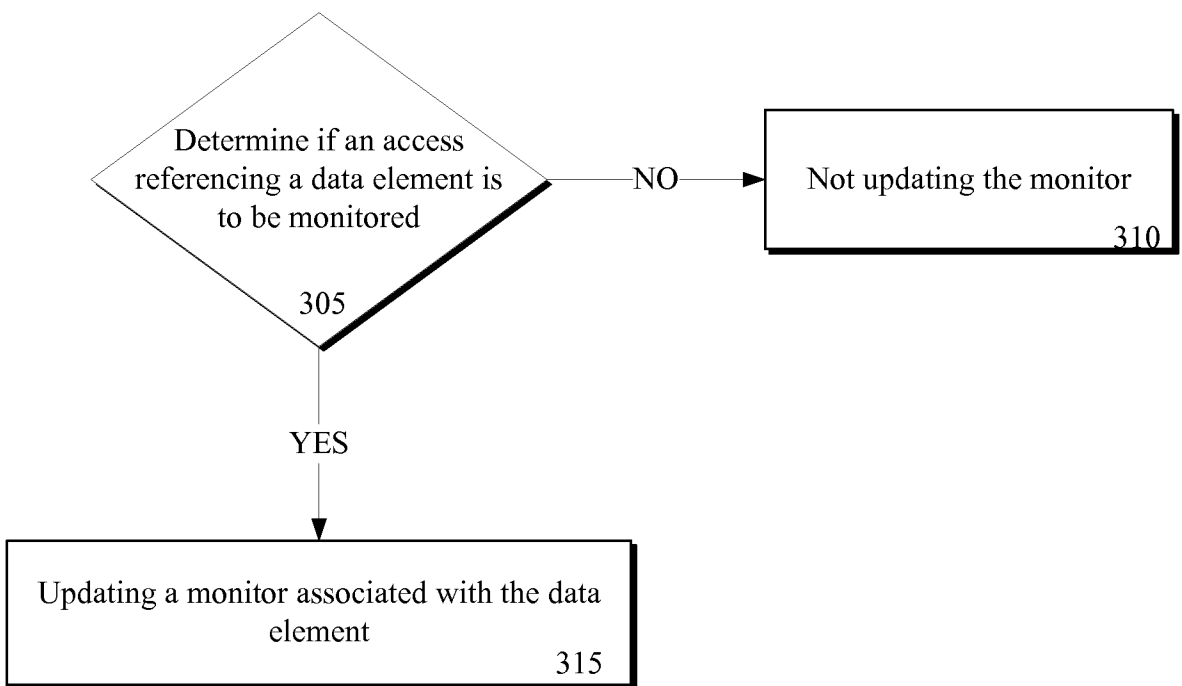 Determine if an access
referencing a data element is
to be monitored
305
NO
Not updating the monitor
310
YES
Updating a monitor associated with the data
element
315